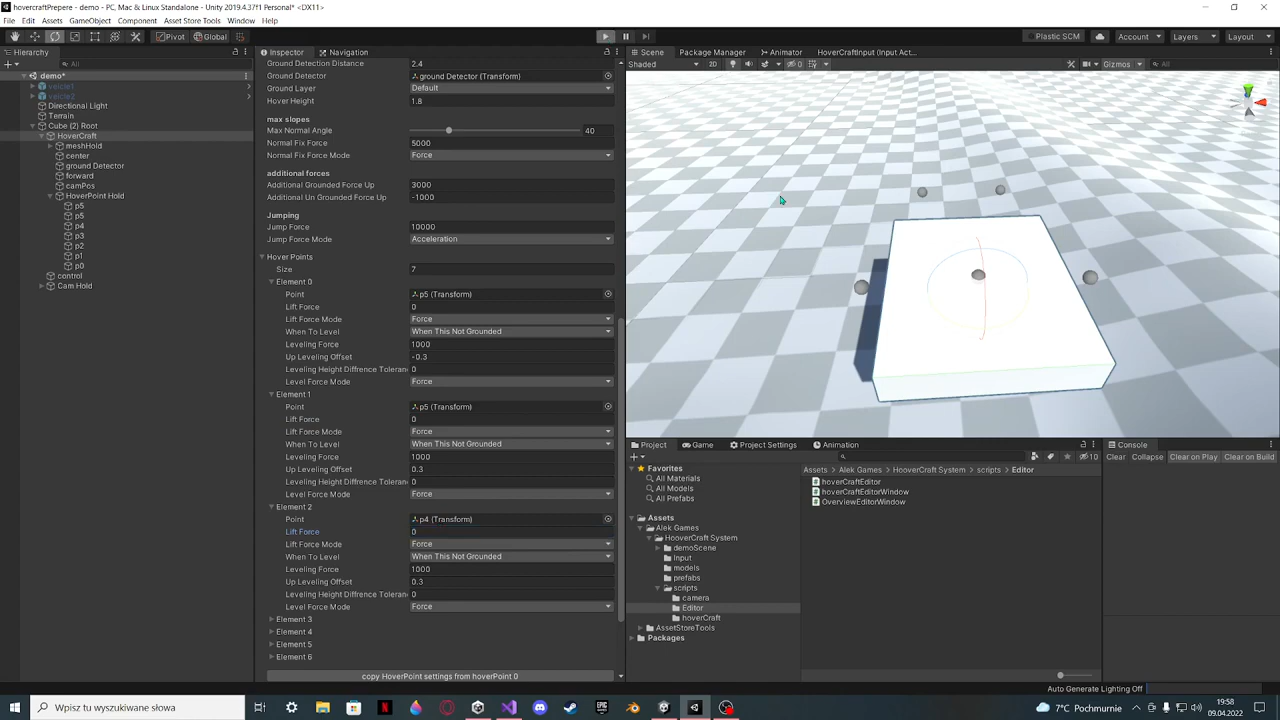 hovercraftPrepere - demo - PC, Mac & Linux Standalone - Unity 2019.4.37f1 Personal* <DX11>
File Edit Assets GameObject Component Asset Store Tools Window Help
Pivot Global Plastic SCM Account Layers Layout
Hierarchy
All
demo*
veicle1
veicle2
Directional Light
Terrain
Cube (2) Root
HoverCraft
meshHold
center
ground Detector
forward
camPos
HoverPoint Hold
p5
p5
p4
p3
p2
p1
p0
control
Cam Hold
Inspector Navigation
Ground Detection Distance 2.4
Ground Detector ground Detector (Transform)
Ground Layer Default
Hover Height 1.8
max slopes
Max Normal Angle 40
Normal Fix Force 5000
Normal Fix Force Mode Force
additional forces
Additional Grounded Force Up 3000
Additional Un Grounded Force Up -1000
Jumping
Jump Force 10000
Jump Force Mode Acceleration
Hover Points
Size 7
Element 0
Point p5 (Transform)
Lift Force 0
Lift Force Mode Force
When To Level When This Not Grounded
Leveling Force 1000
Up Leveling Offset -0.3
Leveling Height Diffrence Toleran 0
Level Force Mode Force
Element 1
Point p5 (Transform)
Lift Force 0
Lift Force Mode Force
When To Level When This Not Grounded
Leveling Force 1000
Up Leveling Offset 0.3
Leveling Height Diffrence Toleran 0
Level Force Mode Force
Element 2
Point p4 (Transform)
Lift Force 0
Lift Force Mode Force
When To Level When This Not Grounded
Leveling Force 1000
Up Leveling Offset 0.3
Leveling Height Diffrence Toleran 0
Level Force Mode Force
Element 3
Element 4
Element 5
Element 6
copy HoverPoint settings from hoverPoint 0
Scene Package Manager Animator HoverCraftInput (Input Act...
Shaded 2D 0 Gizmos All
Project Game Project Settings Animation
10
Favorites
All Materials
All Models
All Prefabs
Assets
Alek Games
HooverCraft System
demoScene
Input
models
prefabs
scripts
camera
Editor
hoverCraft
AssetStoreTools
Packages
Assets Alek Games HooverCraft System scripts Editor
hoverCraftEditor
hoverCraftEditorWindow
OverviewEditorWindow
Console
Clear Collapse Clear on Play Clear on Build
Auto Generate Lighting Off
Wpisz tu wyszukiwane słowa
7°C Pochmurnie
19:58
09.04.2022